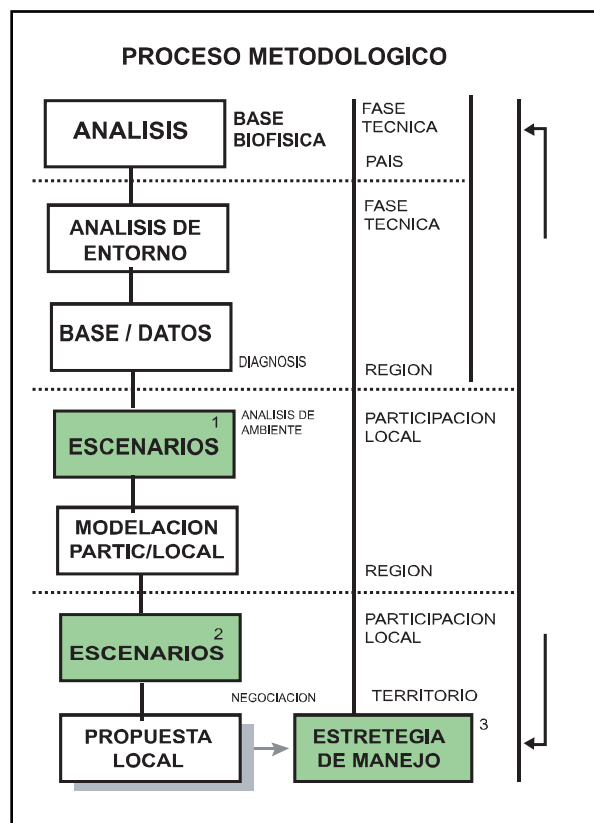 PROCESO METODOLOGICO
ANALISIS
BASE
BIOFISICA
FASE
TECNICA
PAIS
ANALISIS DE
ENTORNO
FASE
TECNICA
BASE / DATOS
DIAGNOSIS
REGION
1
ESCENARIOS
ANALISIS DE
AMBIENTE
PARTICIPACION
LOCAL
MODELACION
PARTIC/LOCAL
REGION
2
ESCENARIOS
PARTICIPACION
LOCAL
NEGOCIACION
TERRITORIO
PROPUESTA
LOCAL
ESTRETEGIA
DE MANEJO
3